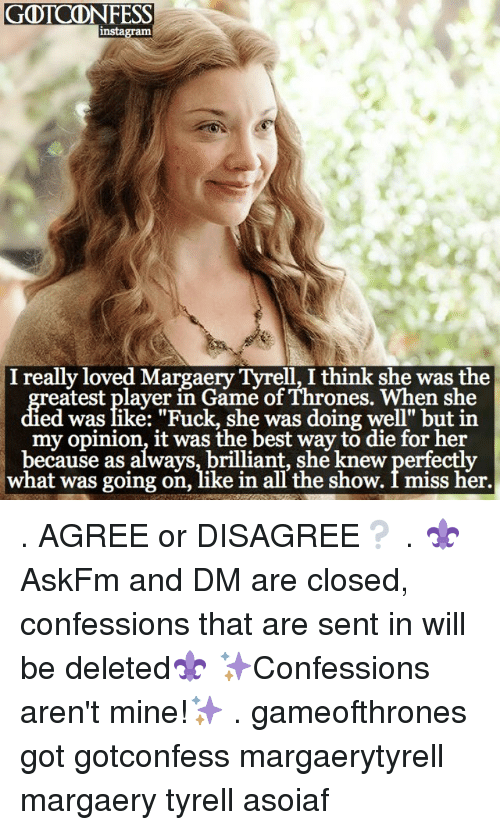 GOTCONFESS
instagram
I really loved Margaery Tyrell, I think she was the
greatest player in Game of Thrones. When she
died was like: "Fuck, she was doing well" but in
my opinion, it was the best way to die for her
because as always, brilliant, she knew perfectly
what was going on, like in all the show. I miss her.
. AGREE or DISAGREE❔ . ⚜
AskFm and DM are closed,
confessions that are sent in will
be deleted⚜ ✨Confessions
aren't mine!✨ . gameofthrones
got gotconfess margaerytyrell
margaery tyrell asoiaf